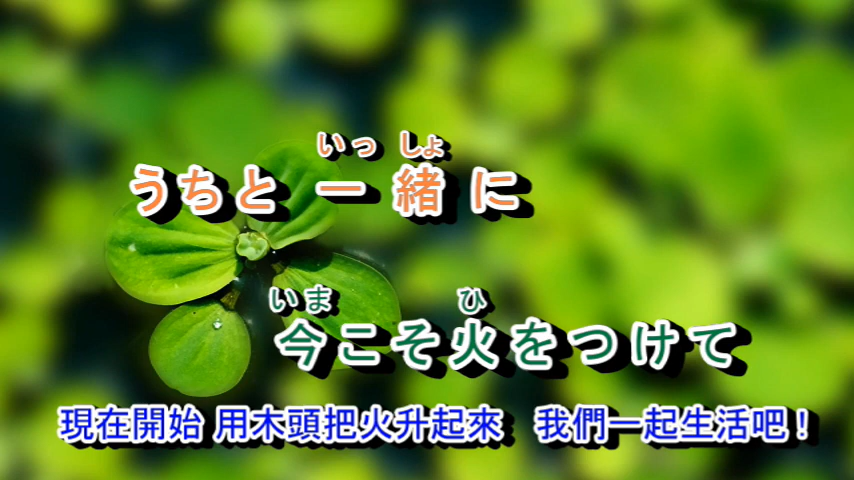 いっ しょ
うちと 一 緒 に
いま ひ
今こそ火をつけて
現在開始 用木頭把火升起來 我們一起生活吧！